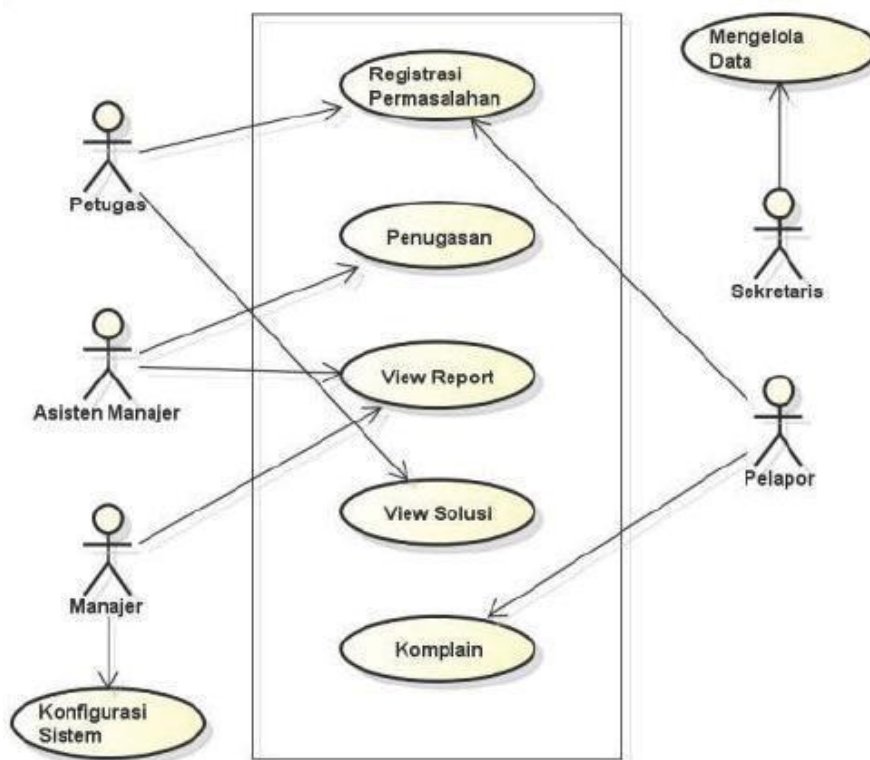 Mengelola
Data
Registrasi
Permasalahan
Petugas
Penugasan
Sekretaris
View Report
Asisten Manajer
Pelapor
View Solusi
Manajer
Komplain
Konfigurasi
Sistem